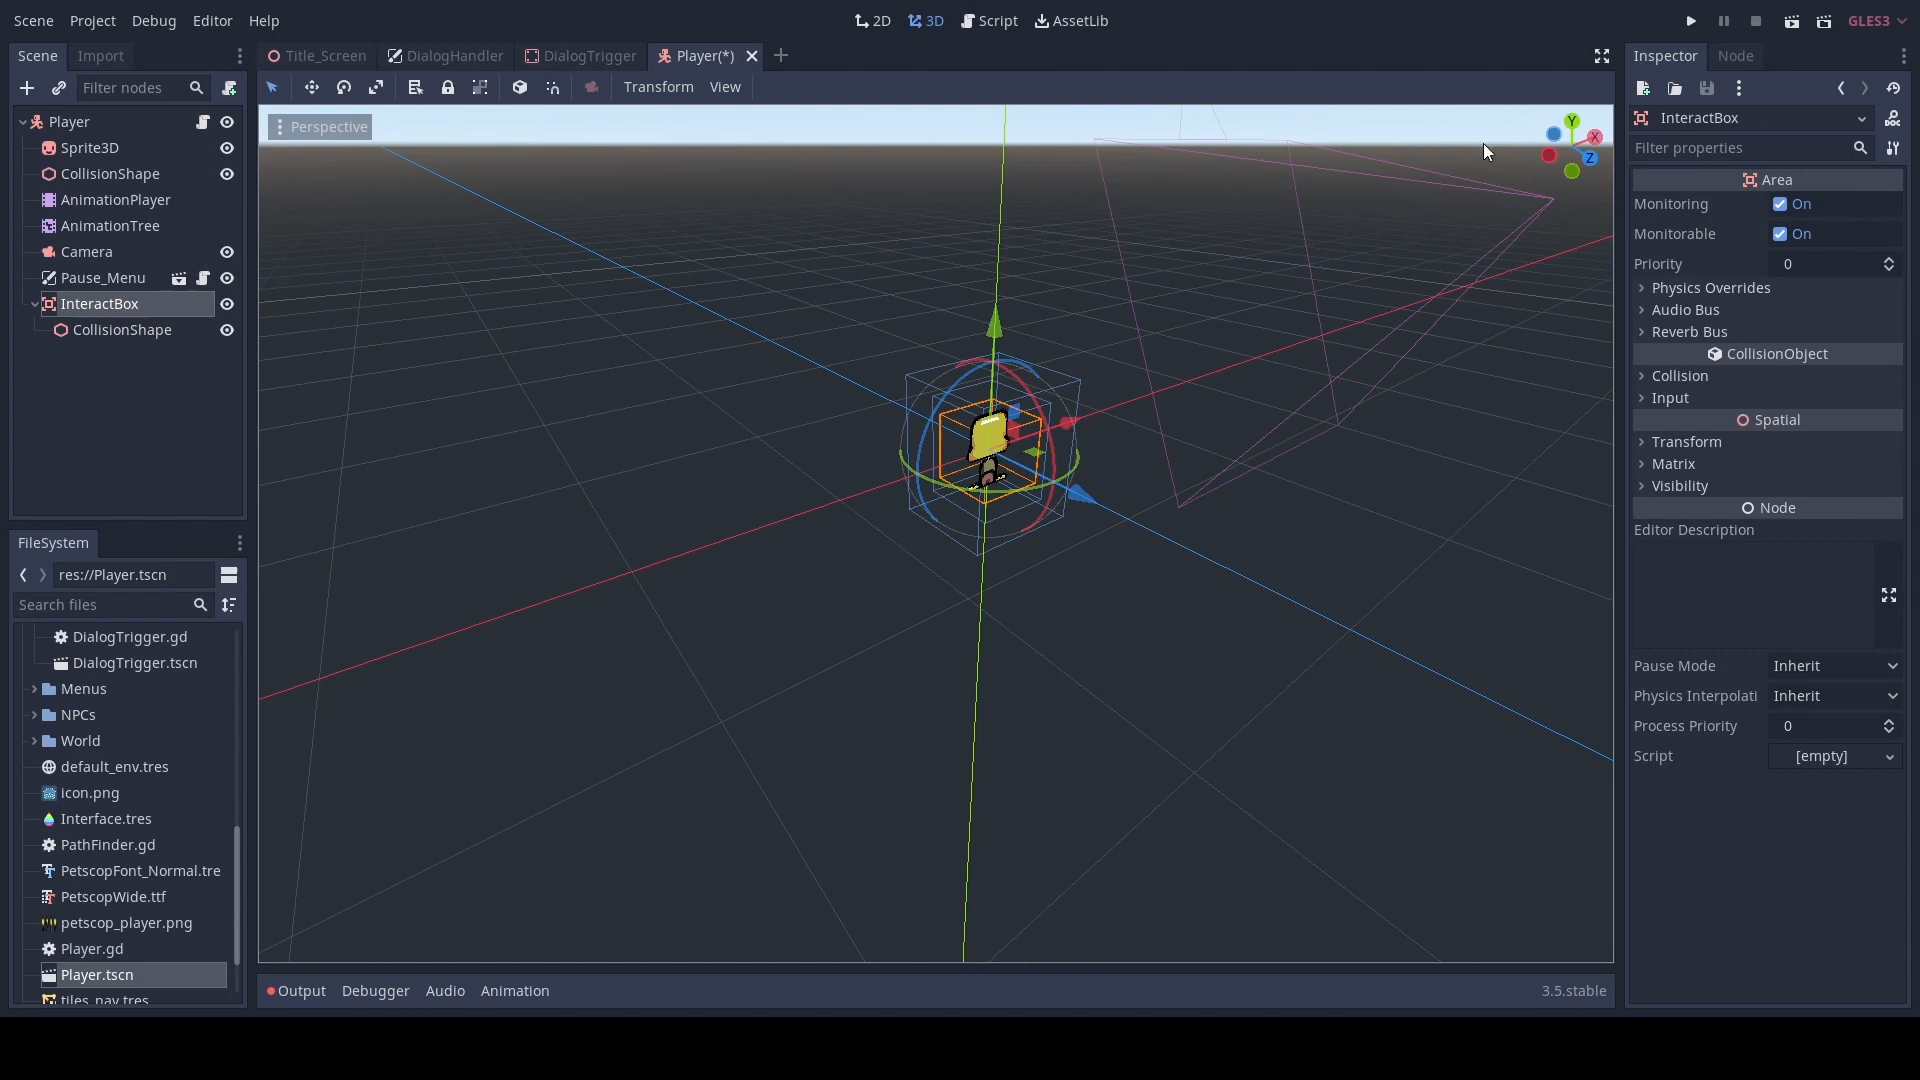 Scene Project Debug Editor Help
2D 3D Script AssetLib
GLES3
Scene Import
Filter nodes
Player
Sprite3D
CollisionShape
AnimationPlayer
AnimationTree
Camera
Pause_Menu
InteractBox
CollisionShape
FileSystem
res://Player.tscn
Search files
DialogTrigger.gd
DialogTrigger.tscn
Menus
NPCs
World
default_env.tres
icon.png
Interface.tres
PathFinder.gd
PetscopFont_Normal.tre
PetscopWide.ttf
petscop_player.png
Player.gd
Player.tscn
tiles_nav.tres
Title_Screen DialogHandler DialogTrigger Player(*)
Transform View
Perspective
Y
X
Z
Output Debugger Audio Animation 3.5.stable
Inspector Node
InteractBox
Filter properties
Area
Monitoring On
Monitorable On
Priority 0
Physics Overrides
Audio Bus
Reverb Bus
CollisionObject
Collision
Input
Spatial
Transform
Matrix
Visibility
Node
Editor Description
Pause Mode Inherit
Physics Interpolati Inherit
Process Priority 0
Script [empty]